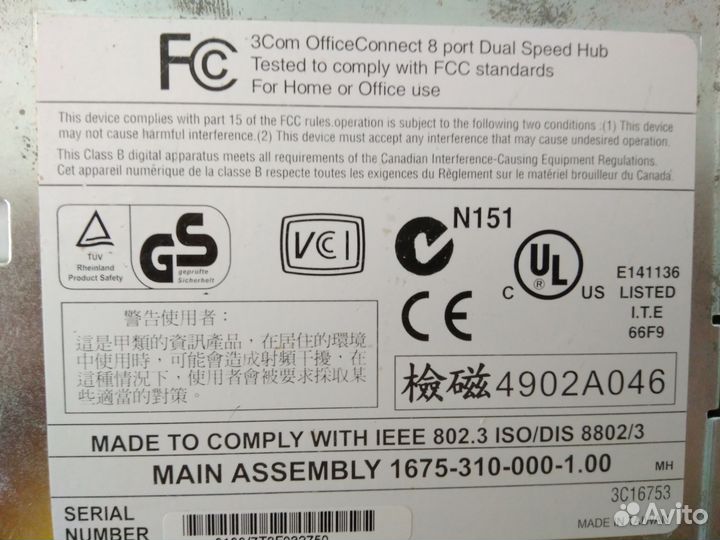 FC 3Com OfficeConnect 8 port Dual Speed Hub
Tested to comply with FCC standards
For Home or Office use
This device complies with part 15 of the FCC rules.operation is subject to the following two conditions :(1) This device
may not cause harmful interference.(2) This device must accept any interference that may cause undesired operation.
This Class B digital apparatus meets all requirements of the Canadian Interference-Causing Equipment Regulations.
Cet appareil numérique de la classe B respecte toutes les exigences du Règlement sur le matériel brouilleur du Canada.
TÜV
Rheinland
Product Safety
GS
geprüfte
Sicherheit
VCI
N151
CE
C UL ® US
E141136
LISTED
I.T.E
66F9
警告使用者：
這是甲類的資訊產品，在居住的環境
中使用時，可能會造成射頻干擾，在
這種情況下，使用者會被要求採取某
些適當的對策。
檢磁4902A046
MADE TO COMPLY WITH IEEE 802.3 ISO/DIS 8802/3
MAIN ASSEMBLY 1675-310-000-1.00 MH
3C16753
SERIAL
NUMBER
MADE IN
Avito